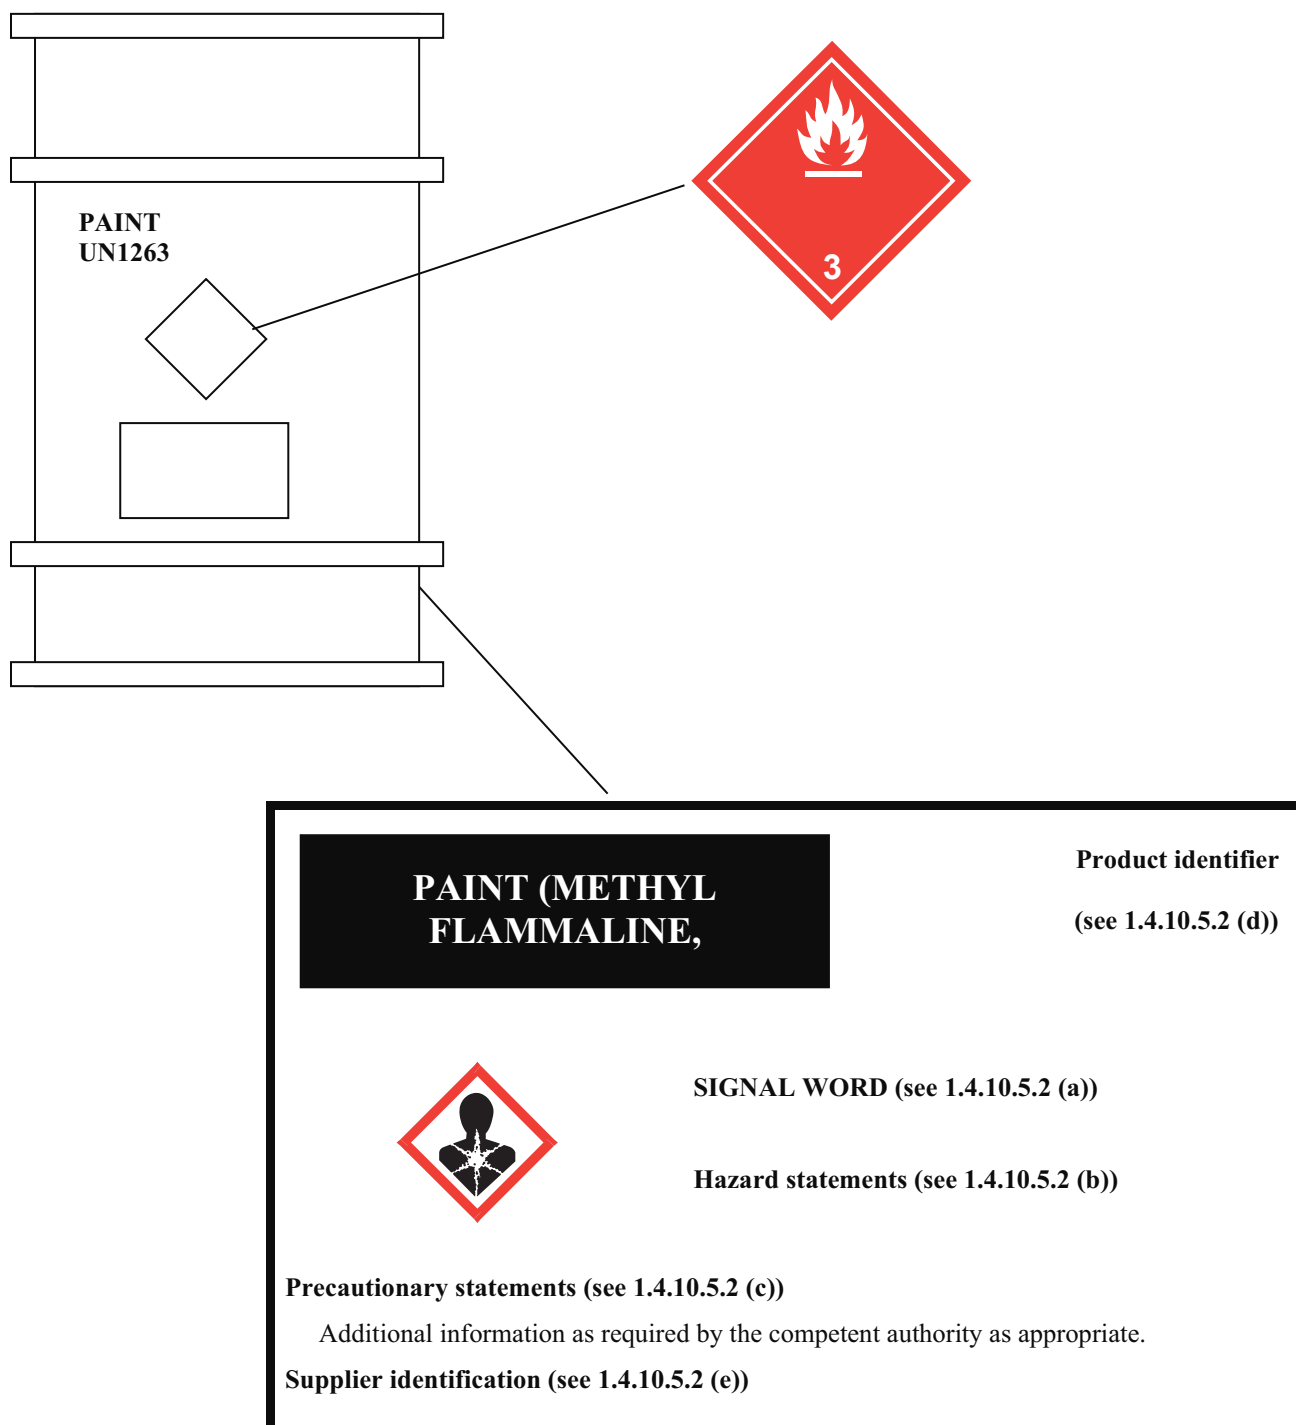 PAINT
UN1263
3
PAINT (METHYL
FLAMMALINE,
Product identifier
(see 1.4.10.5.2 (d))
SIGNAL WORD (see 1.4.10.5.2 (a))
Hazard statements (see 1.4.10.5.2 (b))
Precautionary statements (see 1.4.10.5.2 (c))
Additional information as required by the competent authority as appropriate.
Supplier identification (see 1.4.10.5.2 (e))